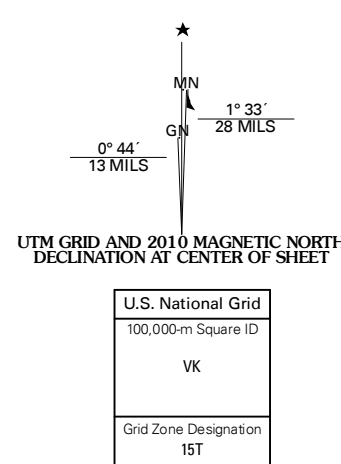 MN
1° 33´
28 MILS
GN
0° 44´
13 MILS
UTM GRID AND 2010 MAGNETIC NORTH
DECLINATION AT CENTER OF SHEET
U.S. National Grid
100,000-m Square ID
VK
Grid Zone Designation
15T